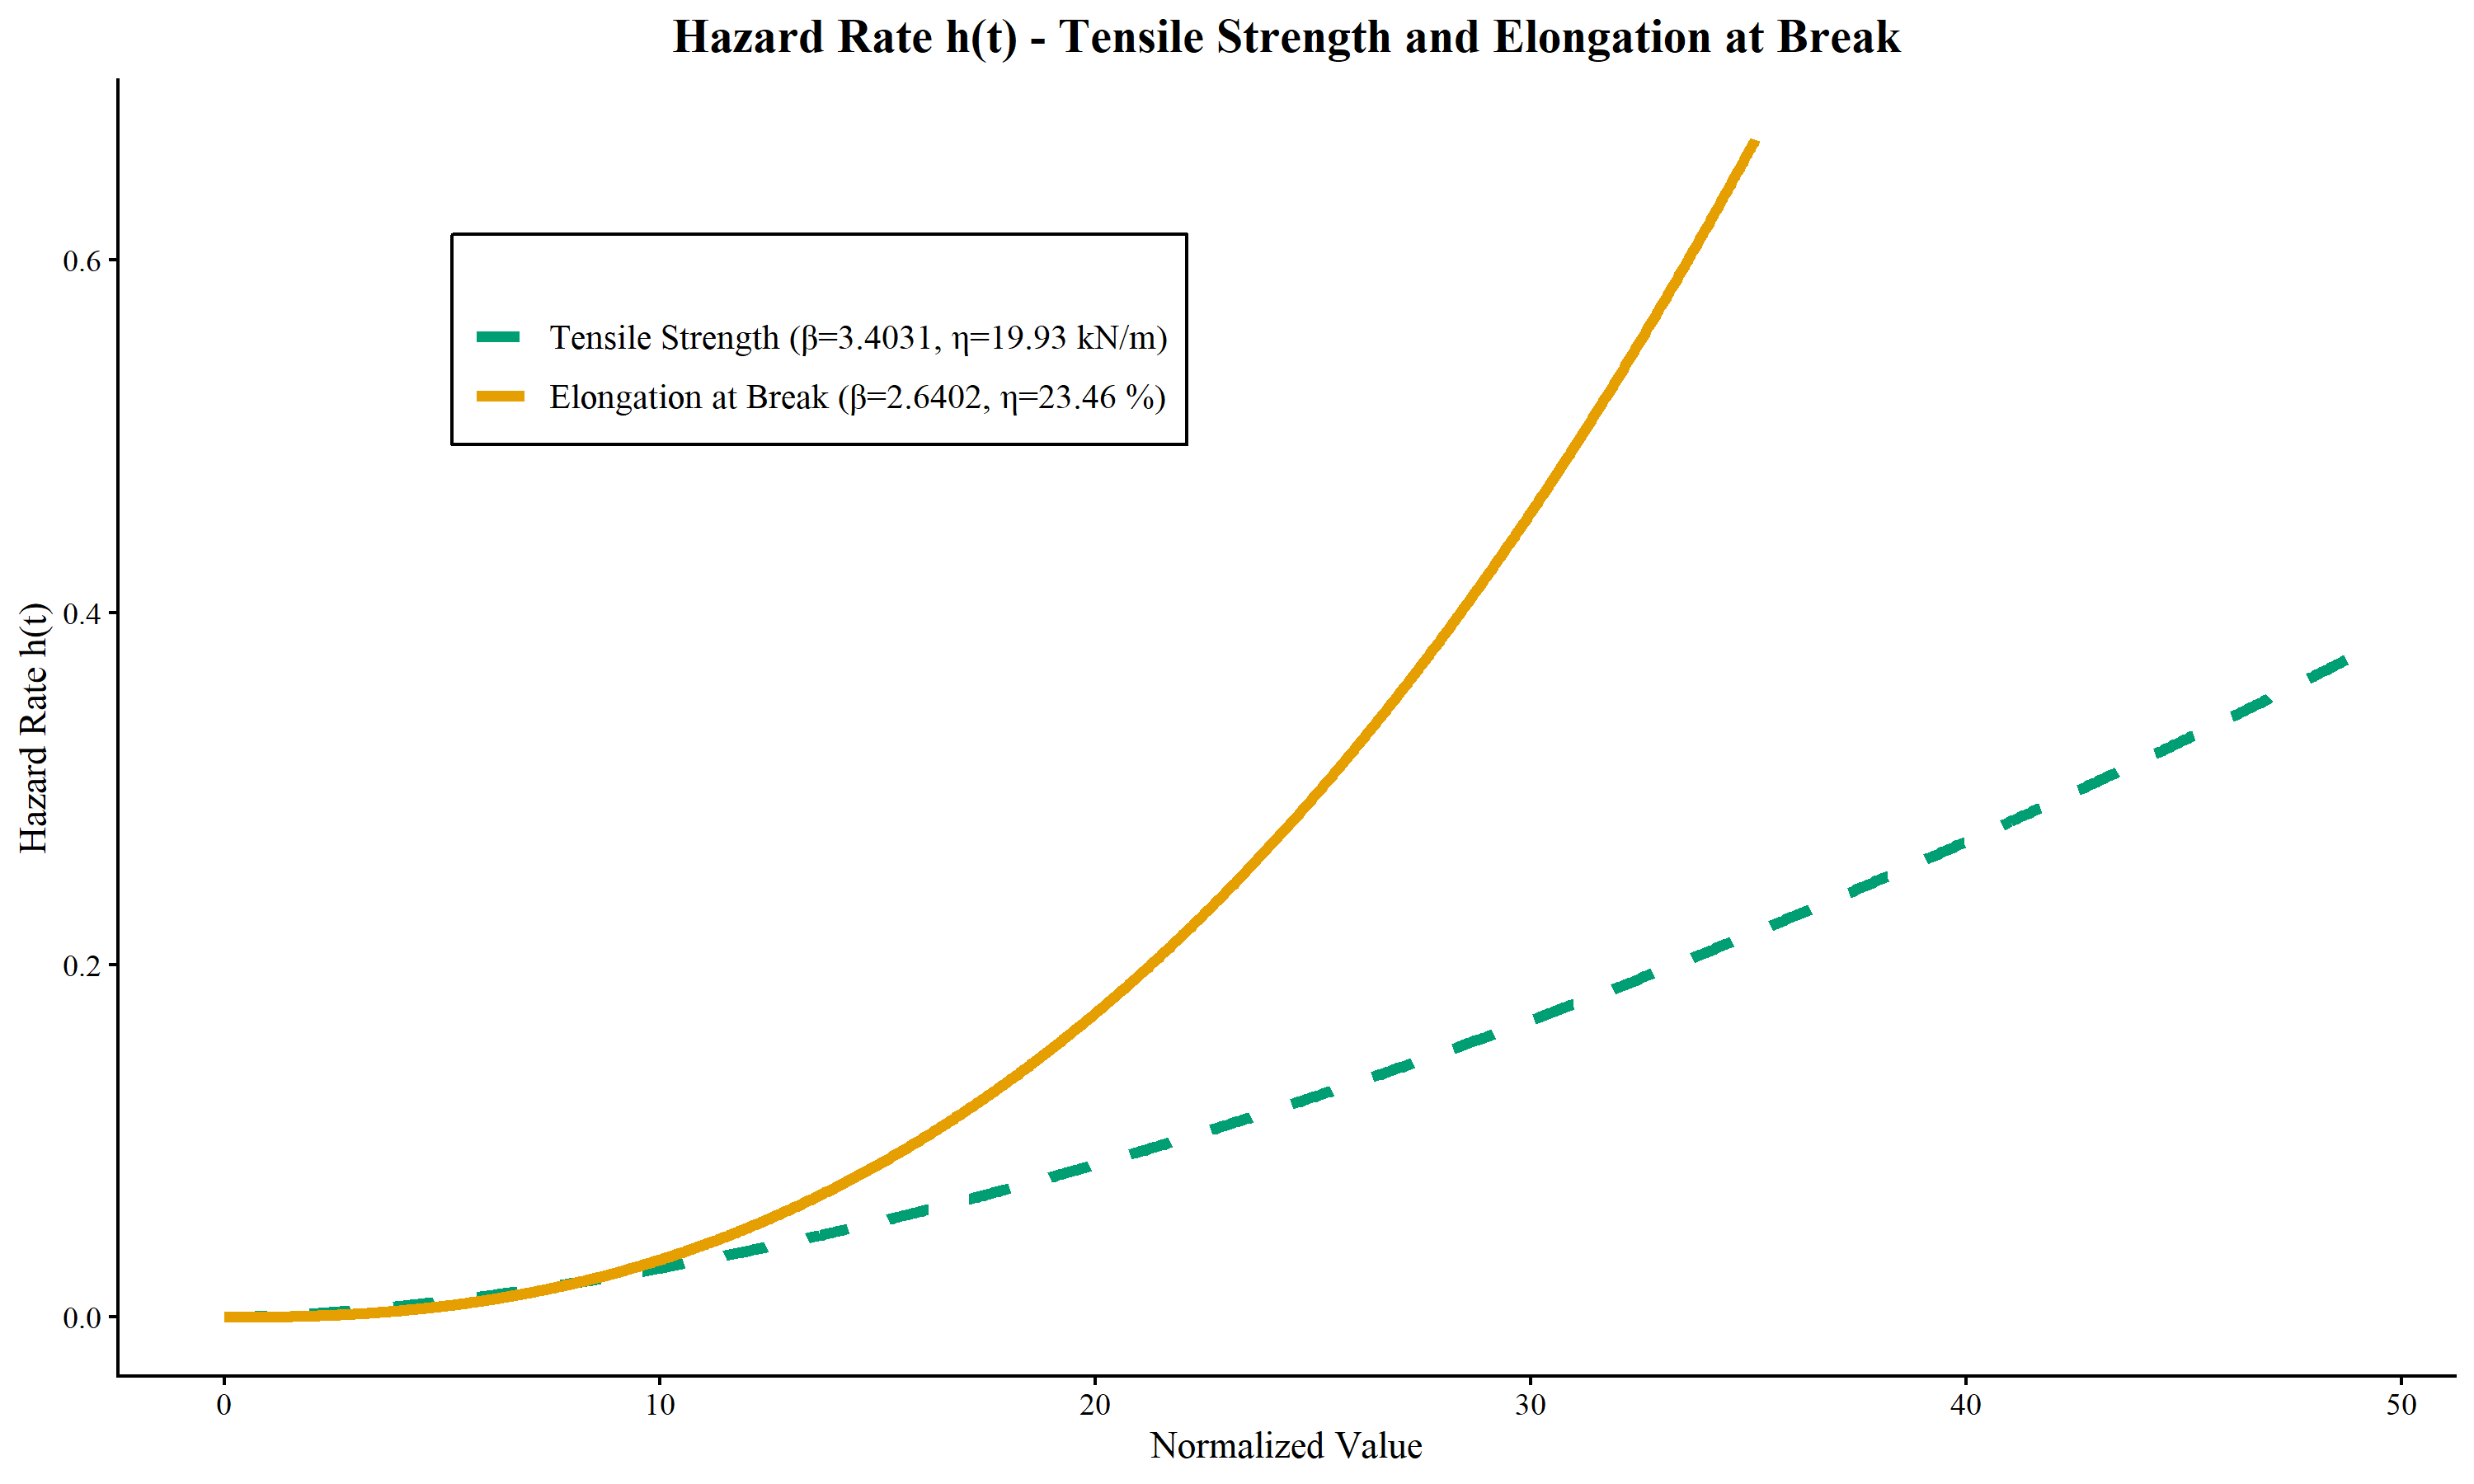 Hazard Rate h(t) - Tensile Strength and Elongation at Break
Hazard Rate h(t)
0.6
0.4
0.2
0.0
Tensile Strength (β=3.4031, η=19.93 kN/m)
Elongation at Break (β=2.6402, η=23.46 %)
0 10 20 30 40 50
Normalized Value